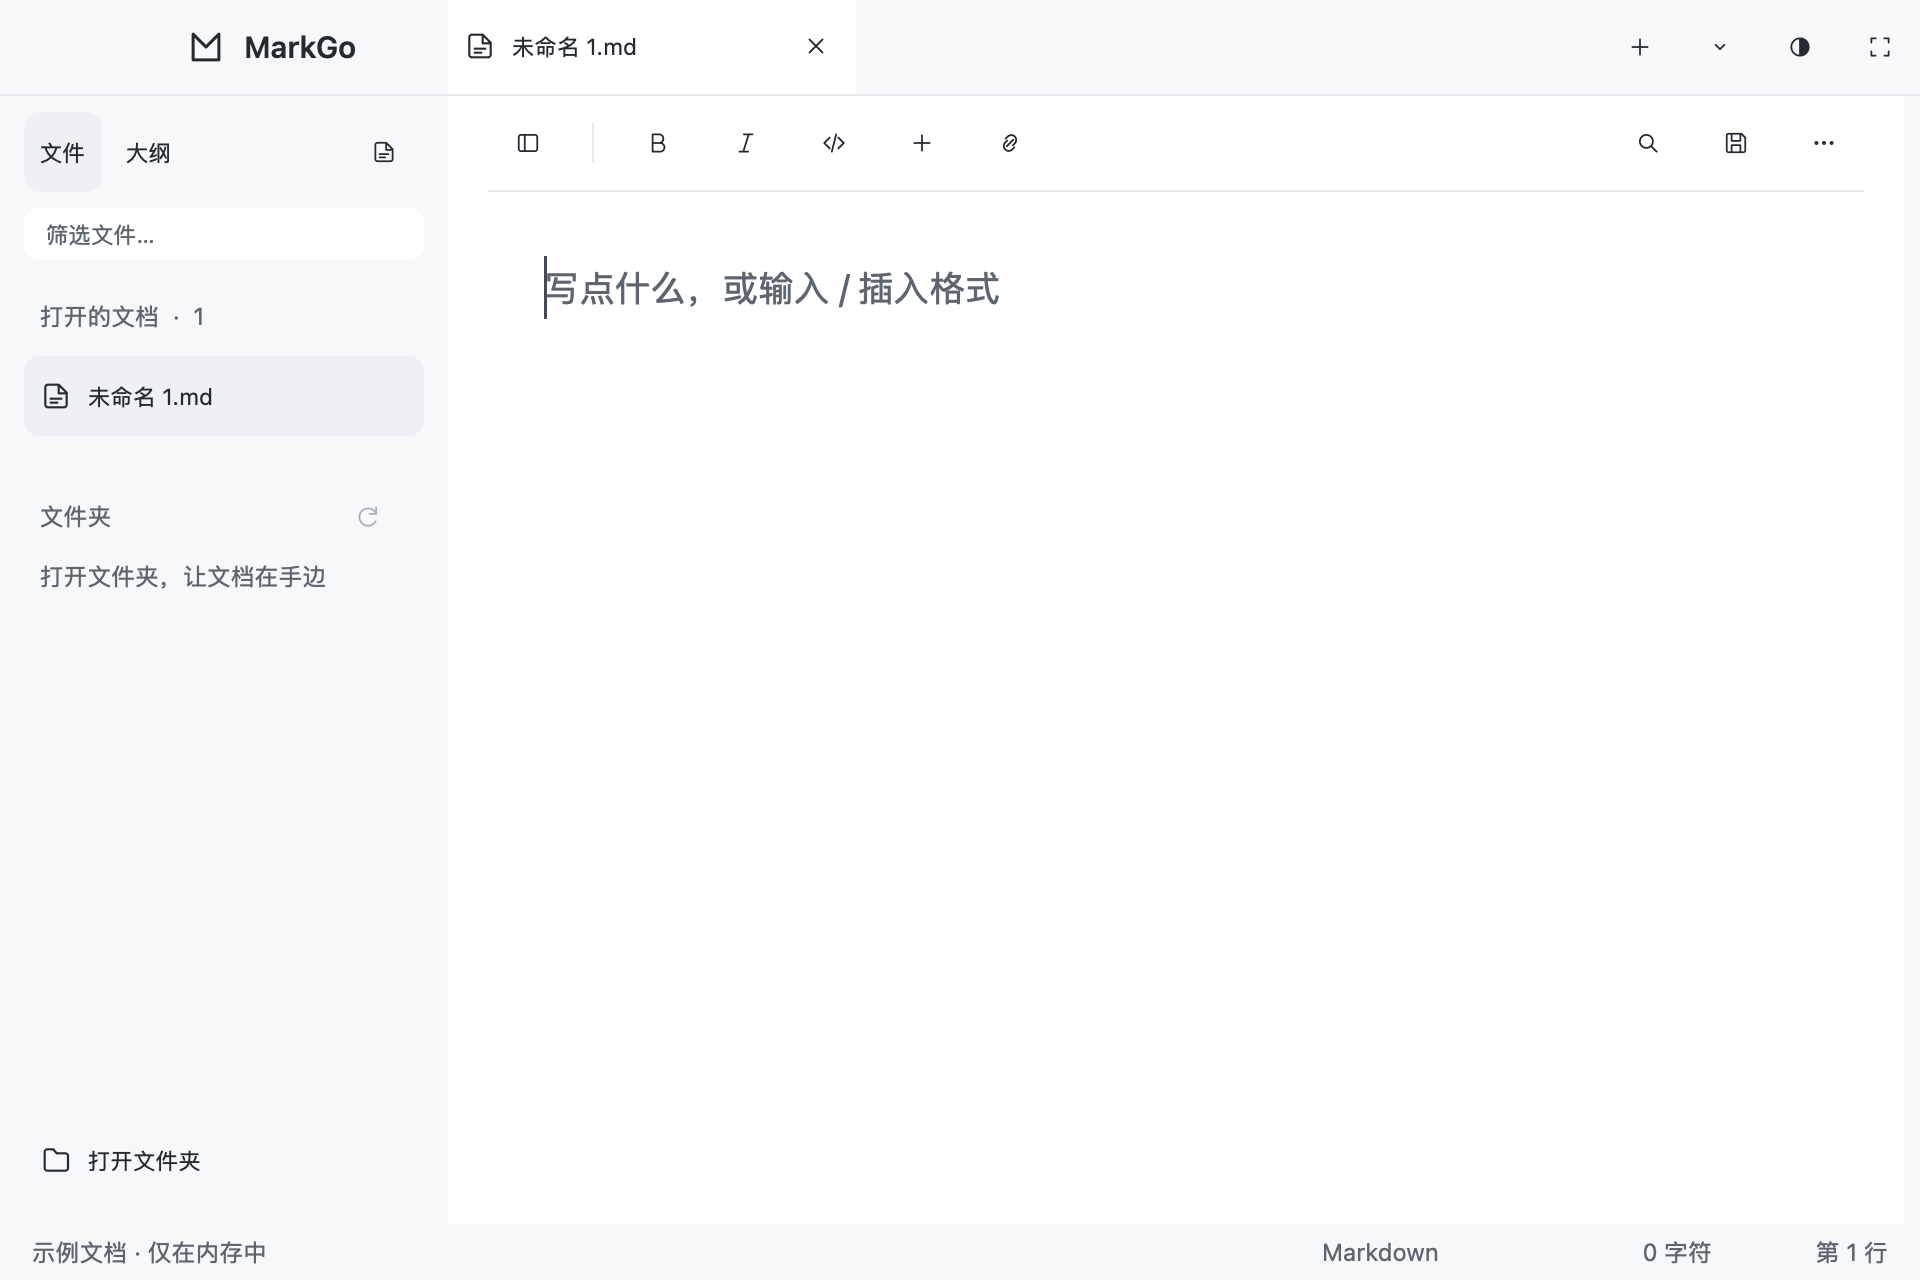 MarkGo
未命名 1.md
文件
大纲
筛选文件...
打开的文档 · 1
未命名 1.md
文件夹
打开文件夹，让文档在手边
打开文件夹
写点什么，或输入 / 插入格式
示例文档 · 仅在内存中
Markdown
0 字符
第 1 行